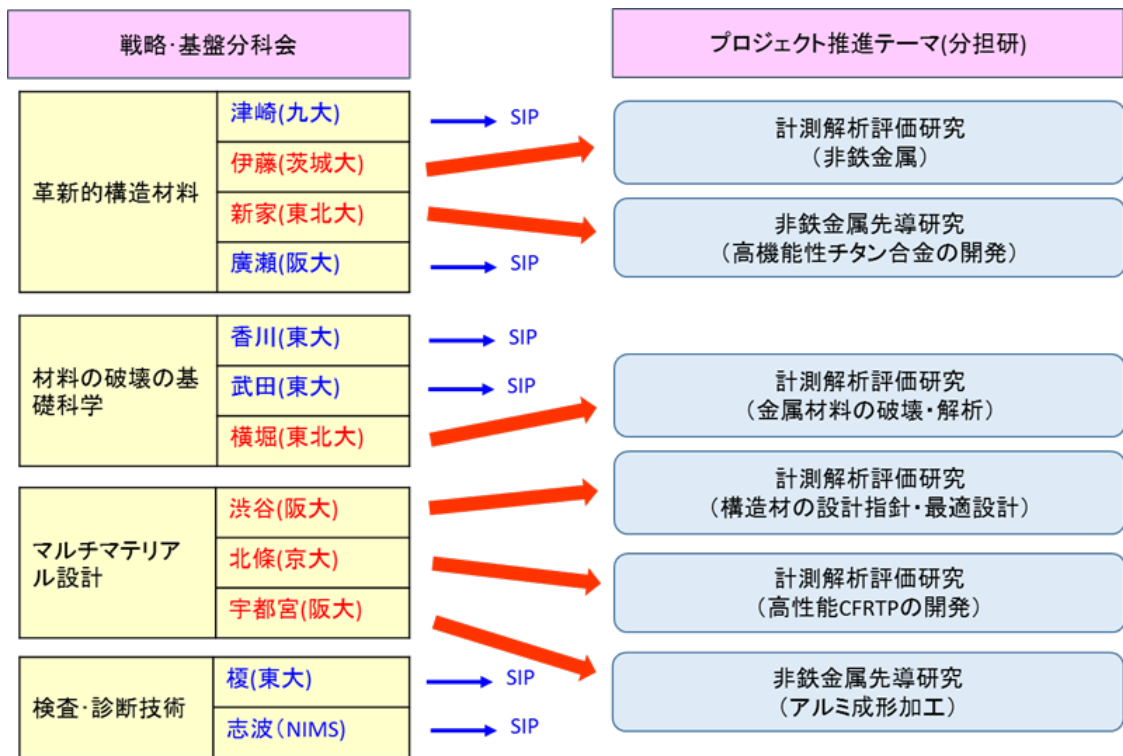 戦略・基盤分科会
プロジェクト推進テーマ(分担研)
革新的構造材料
津崎(九大)
SIP
伊藤(茨城大)
新家(東北大)
廣瀬(阪大)
SIP
計測解析評価研究
(非鉄金属)
非鉄金属先導研究
(高機能性チタン合金の開発)
材料の破壊の基
礎科学
香川(東大)
SIP
武田(東大)
SIP
横堀(東北大)
計測解析評価研究
(金属材料の破壊・解析)
マルチマテリア
ル設計
渋谷(阪大)
北條(京大)
宇都宮(阪大)
計測解析評価研究
(構造材の設計指針・最適設計)
計測解析評価研究
(高性能CFRTPの開発)
非鉄金属先導研究
(アルミ成形加工)
検査・診断技術
榎(東大)
SIP
志波(NIMS)
SIP